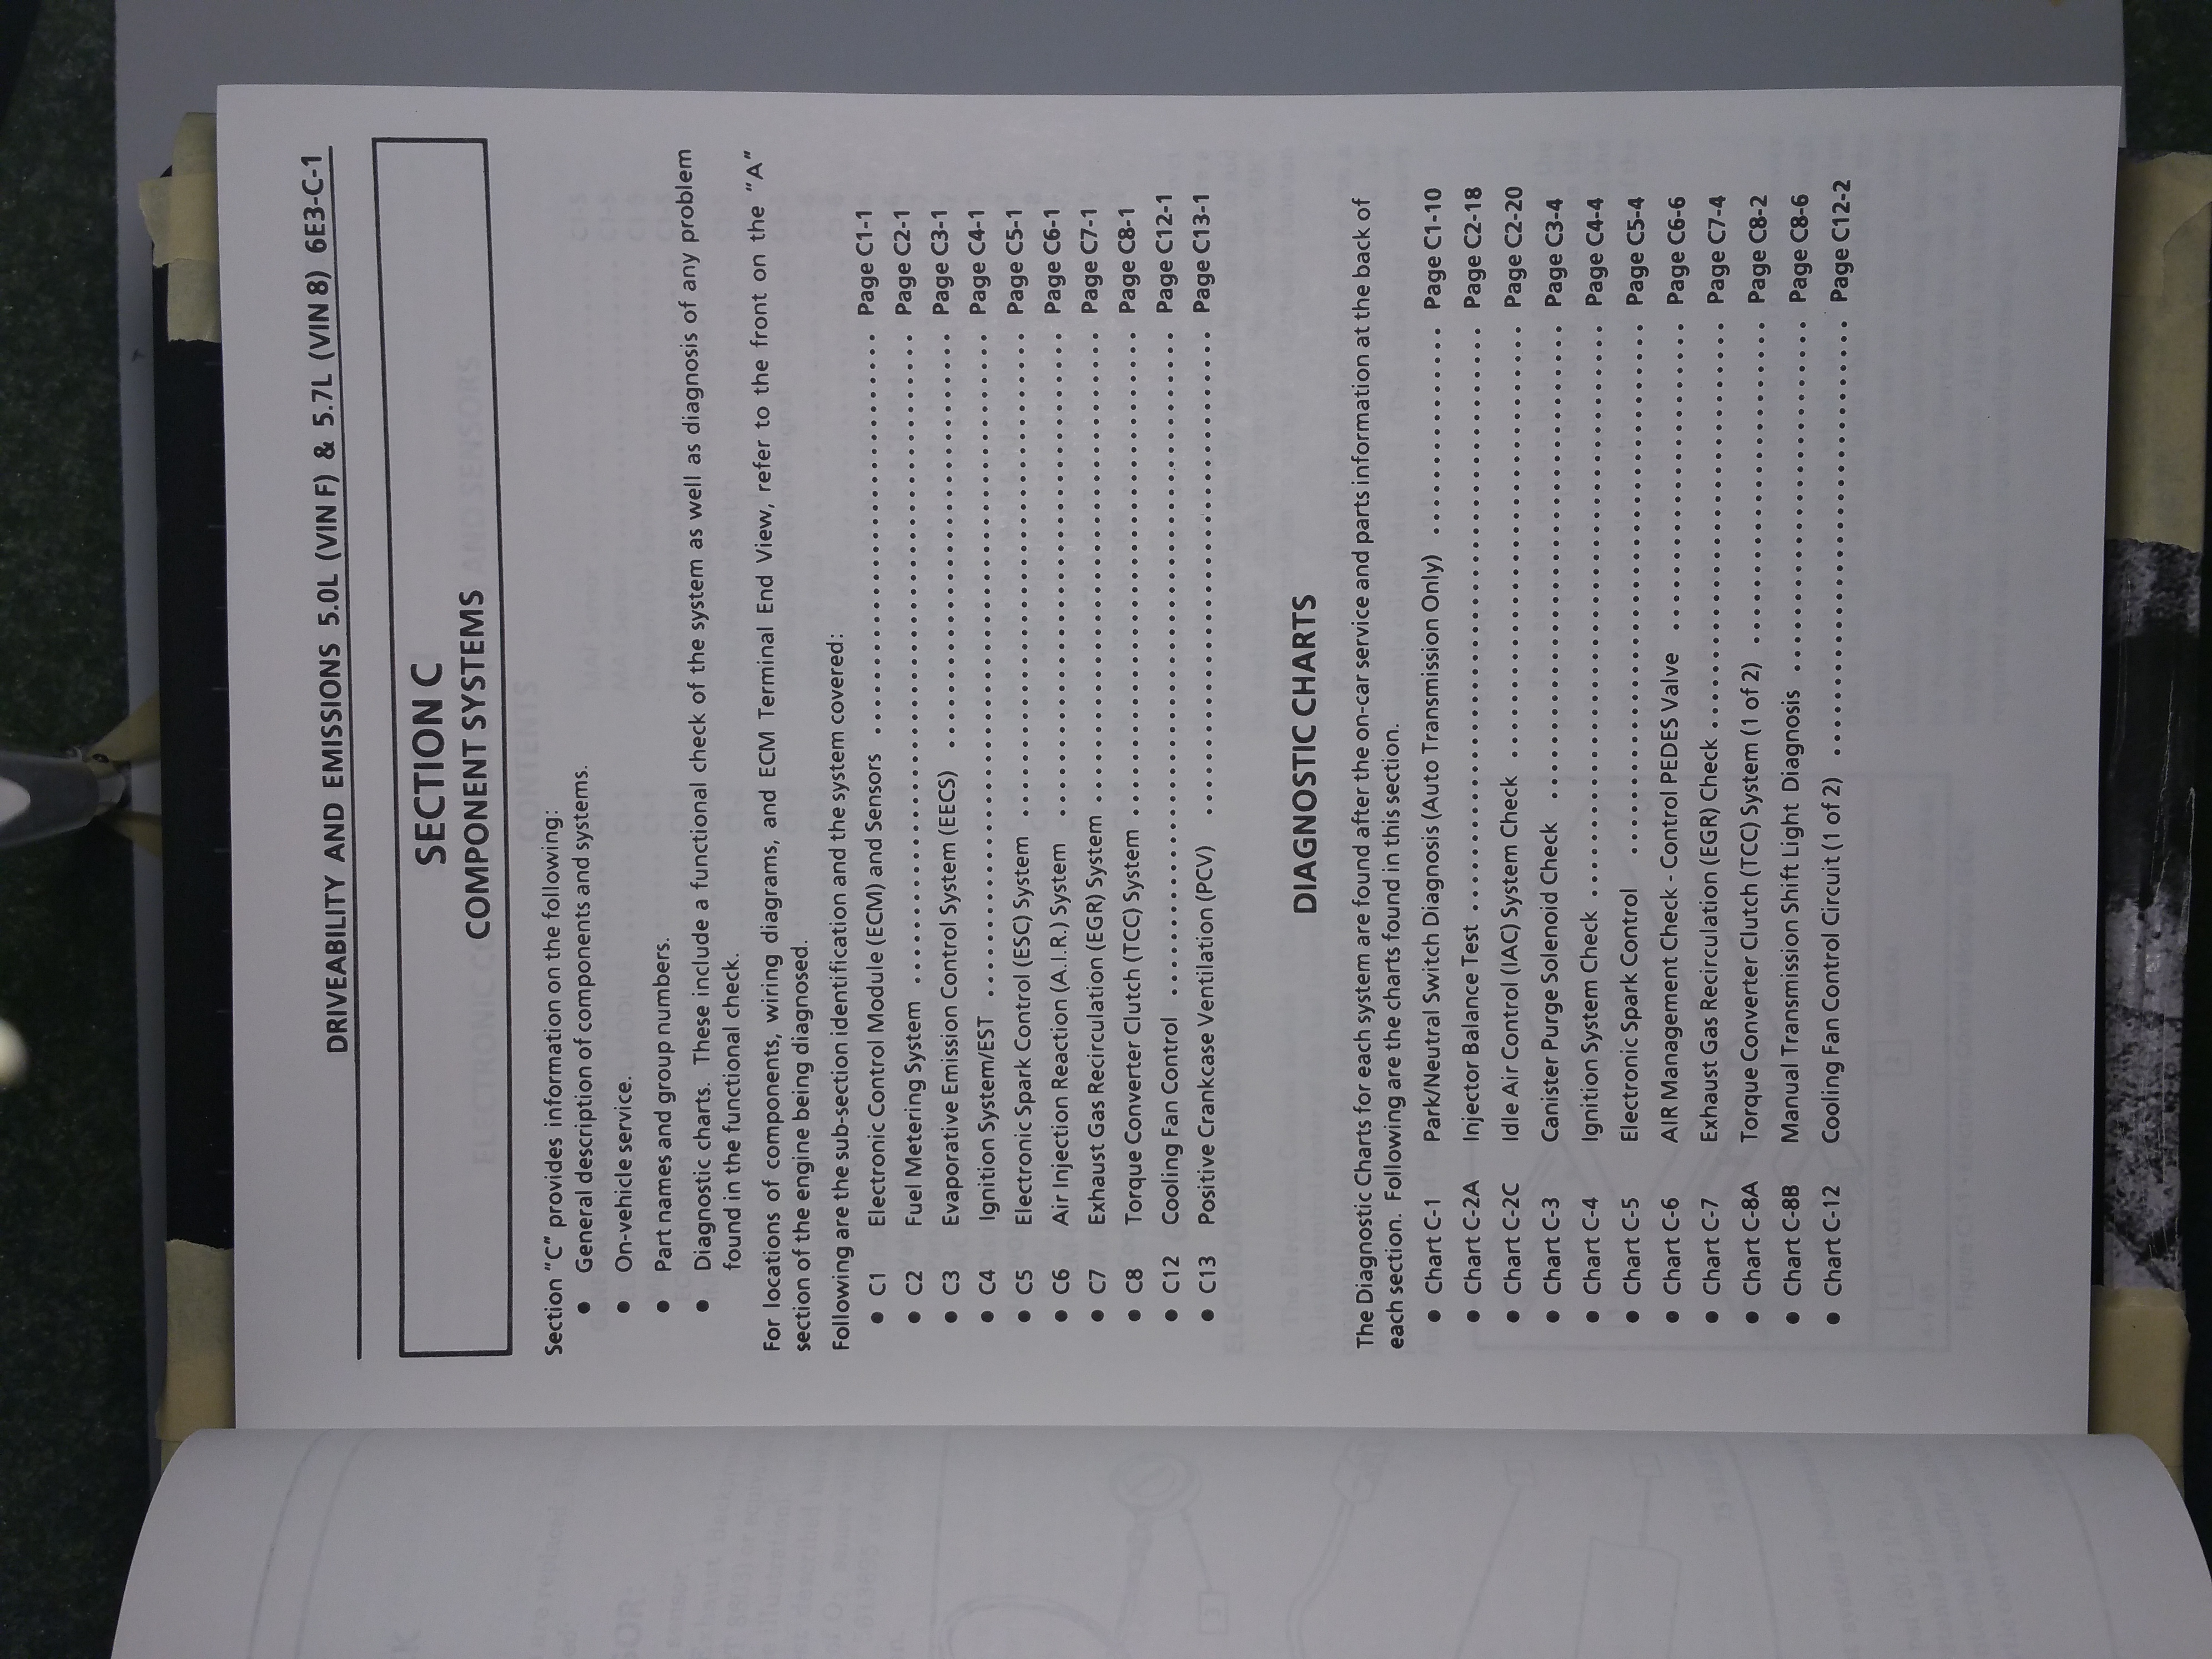 DRIVEABILITY AND EMISSIONS 5.0L (VIN F) & 5.7L (VIN 8) 6E3-C-1
SECTION C
COMPONENT SYSTEMS
Section "C" provides information on the following:
● General description of components and systems.
● On-vehicle service.
● Part names and group numbers.
● Diagnostic charts. These include a functional check of the system as well as diagnosis of any problem
found in the functional check.
For locations of components, wiring diagrams, and ECM Terminal End View, refer to the front on the "A"
section of the engine being diagnosed.
Following are the sub-section identification and the system covered:
● C1 Electronic Control Module (ECM) and Sensors . . . . . . . . . . Page C1-1
● C2 Fuel Metering System . . . . . . . . . . Page C2-1
● C3 Evaporative Emission Control System (EECS) . . . . . . . . . . Page C3-1
● C4 Ignition System/EST . . . . . . . . . . Page C4-1
● C5 Electronic Spark Control (ESC) System . . . . . . . . . . Page C5-1
● C6 Air Injection Reaction (A.I.R.) System . . . . . . . . . . Page C6-1
● C7 Exhaust Gas Recirculation (EGR) System . . . . . . . . . . Page C7-1
● C8 Torque Converter Clutch (TCC) System . . . . . . . . . . Page C8-1
● C12 Cooling Fan Control . . . . . . . . . . Page C12-1
● C13 Positive Crankcase Ventilation (PCV) . . . . . . . . . . Page C13-1
DIAGNOSTIC CHARTS
The Diagnostic Charts for each system are found after the on-car service and parts information at the back of
each section. Following are the charts found in this section.
● Chart C-1 Park/Neutral Switch Diagnosis (Auto Transmission Only) . . . . . . . . . . Page C1-10
● Chart C-2A Injector Balance Test . . . . . . . . . . Page C2-18
● Chart C-2C Idle Air Control (IAC) System Check . . . . . . . . . . Page C2-20
● Chart C-3 Canister Purge Solenoid Check . . . . . . . . . . Page C3-4
● Chart C-4 Ignition System Check . . . . . . . . . . Page C4-4
● Chart C-5 Electronic Spark Control . . . . . . . . . . Page C5-4
● Chart C-6 AIR Management Check - Control PEDES Valve . . . . . . . . . . Page C6-6
● Chart C-7 Exhaust Gas Recirculation (EGR) Check . . . . . . . . . . Page C7-4
● Chart C-8A Torque Converter Clutch (TCC) System (1 of 2) . . . . . . . . . . Page C8-2
● Chart C-8B Manual Transmission Shift Light Diagnosis . . . . . . . . . . Page C8-6
● Chart C-12 Cooling Fan Control Circuit (1 of 2) . . . . . . . . . . Page C12-2